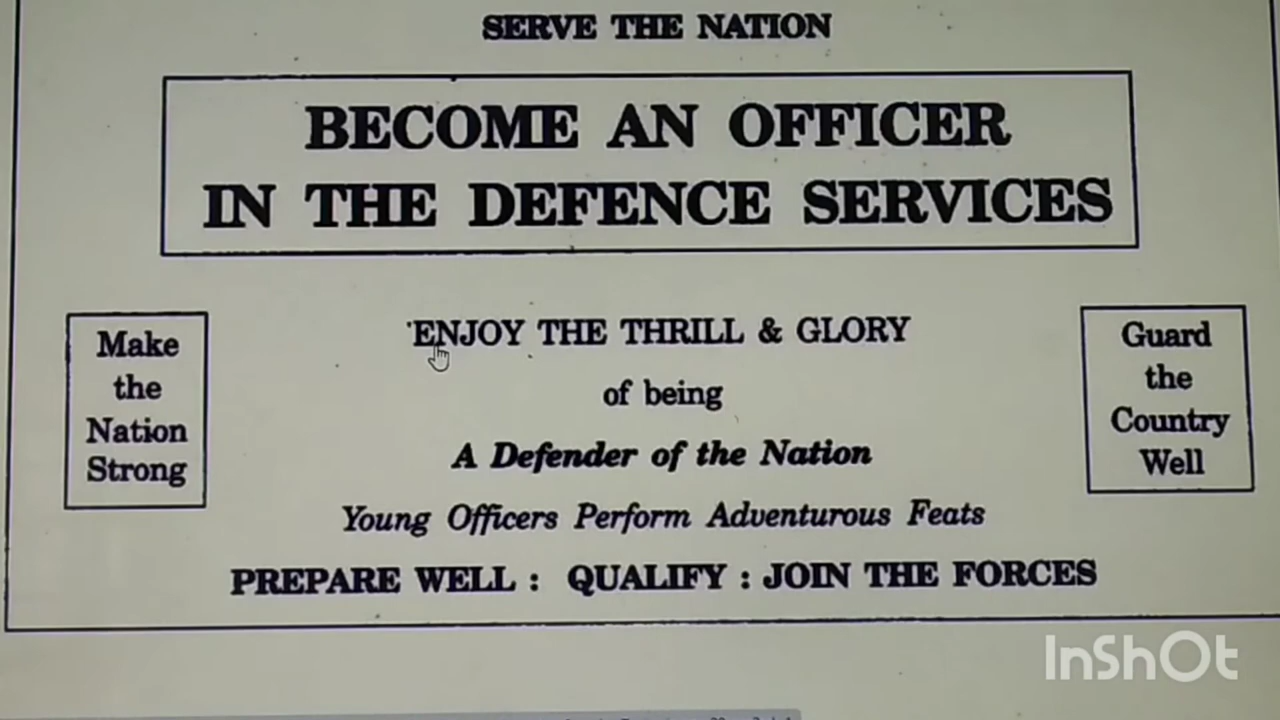 SERVE THE NATION
BECOME AN OFFICER
IN THE DEFENCE SERVICES
Make
the
Nation
Strong
ENJOY THE THRILL & GLORY
of being
A Defender of the Nation
Young Officers Perform Adventurous Feats
PREPARE WELL : QUALIFY : JOIN THE FORCES
Guard
the
Country
Well
InShOt